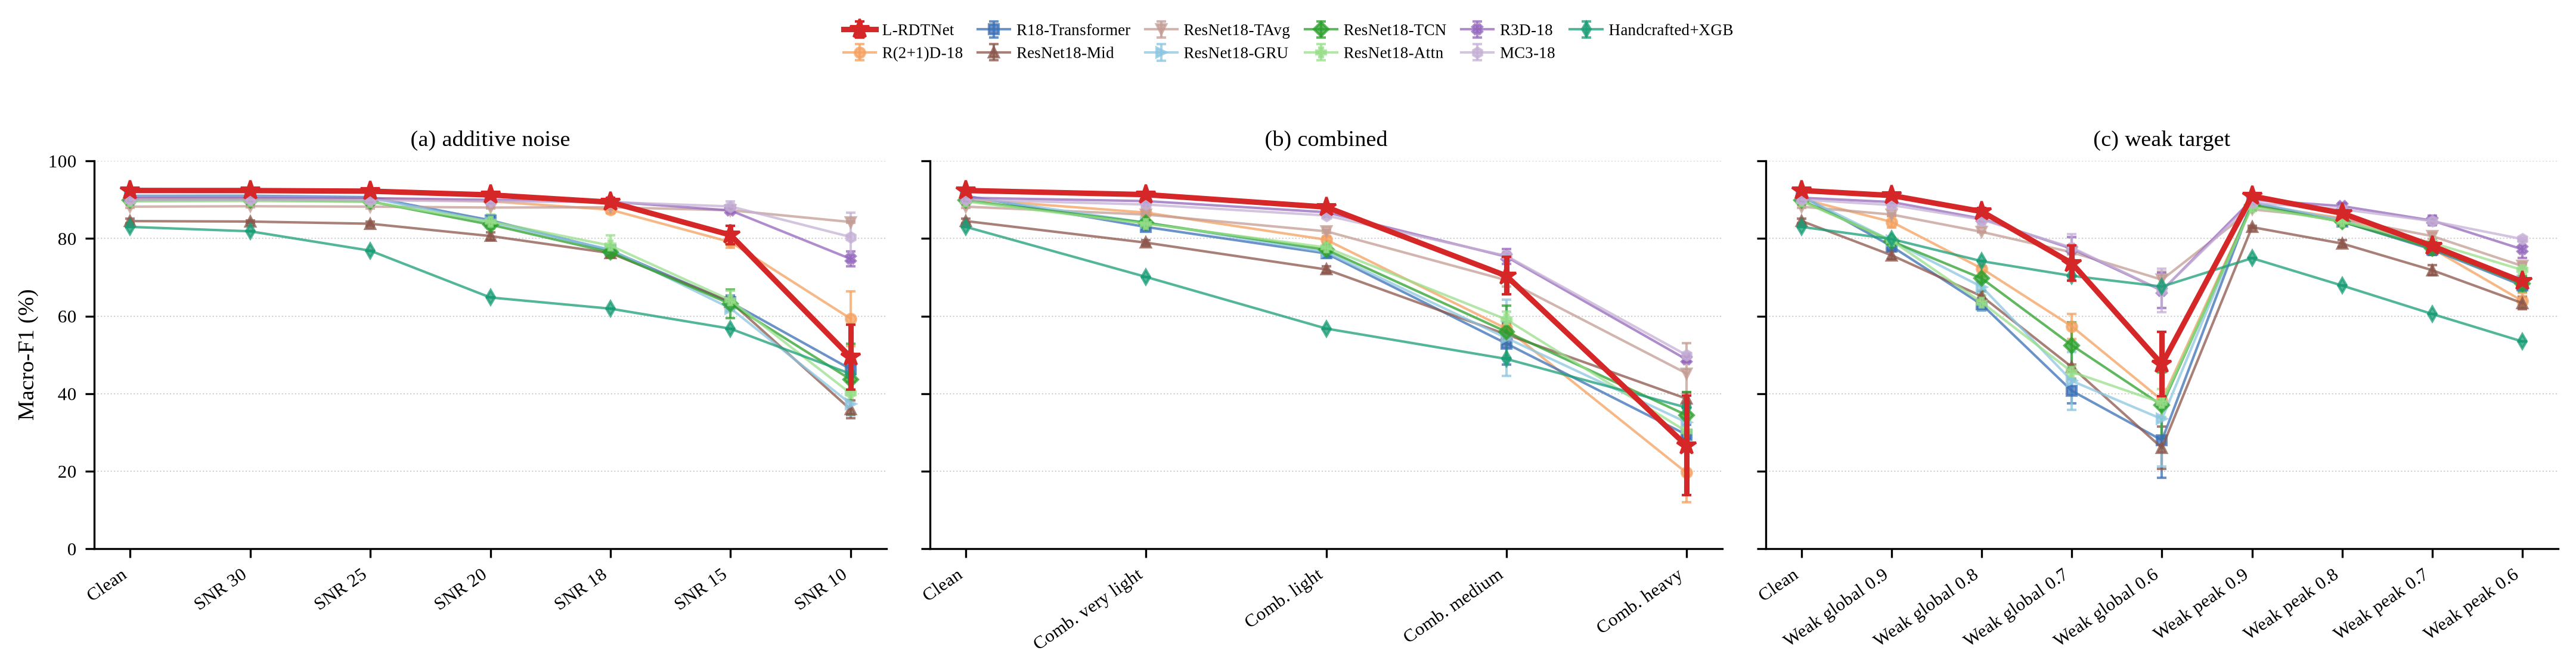 L-RDTNet R18-Transformer ResNet18-TAvg ResNet18-TCN R3D-18 Handcrafted+XGB
R(2+1)D-18 ResNet18-Mid ResNet18-GRU ResNet18-Attn MC3-18
(a) additive noise
(b) combined
(c) weak target
Macro-F1 (%)
100
80
60
40
20
0
Clean
SNR 30
SNR 25
SNR 20
SNR 18
SNR 15
SNR 10
Clean
Comb. very light
Comb. light
Comb. medium
Comb. heavy
Clean
Weak global 0.9
Weak global 0.8
Weak global 0.7
Weak global 0.6
Weak peak 0.9
Weak peak 0.8
Weak peak 0.7
Weak peak 0.6